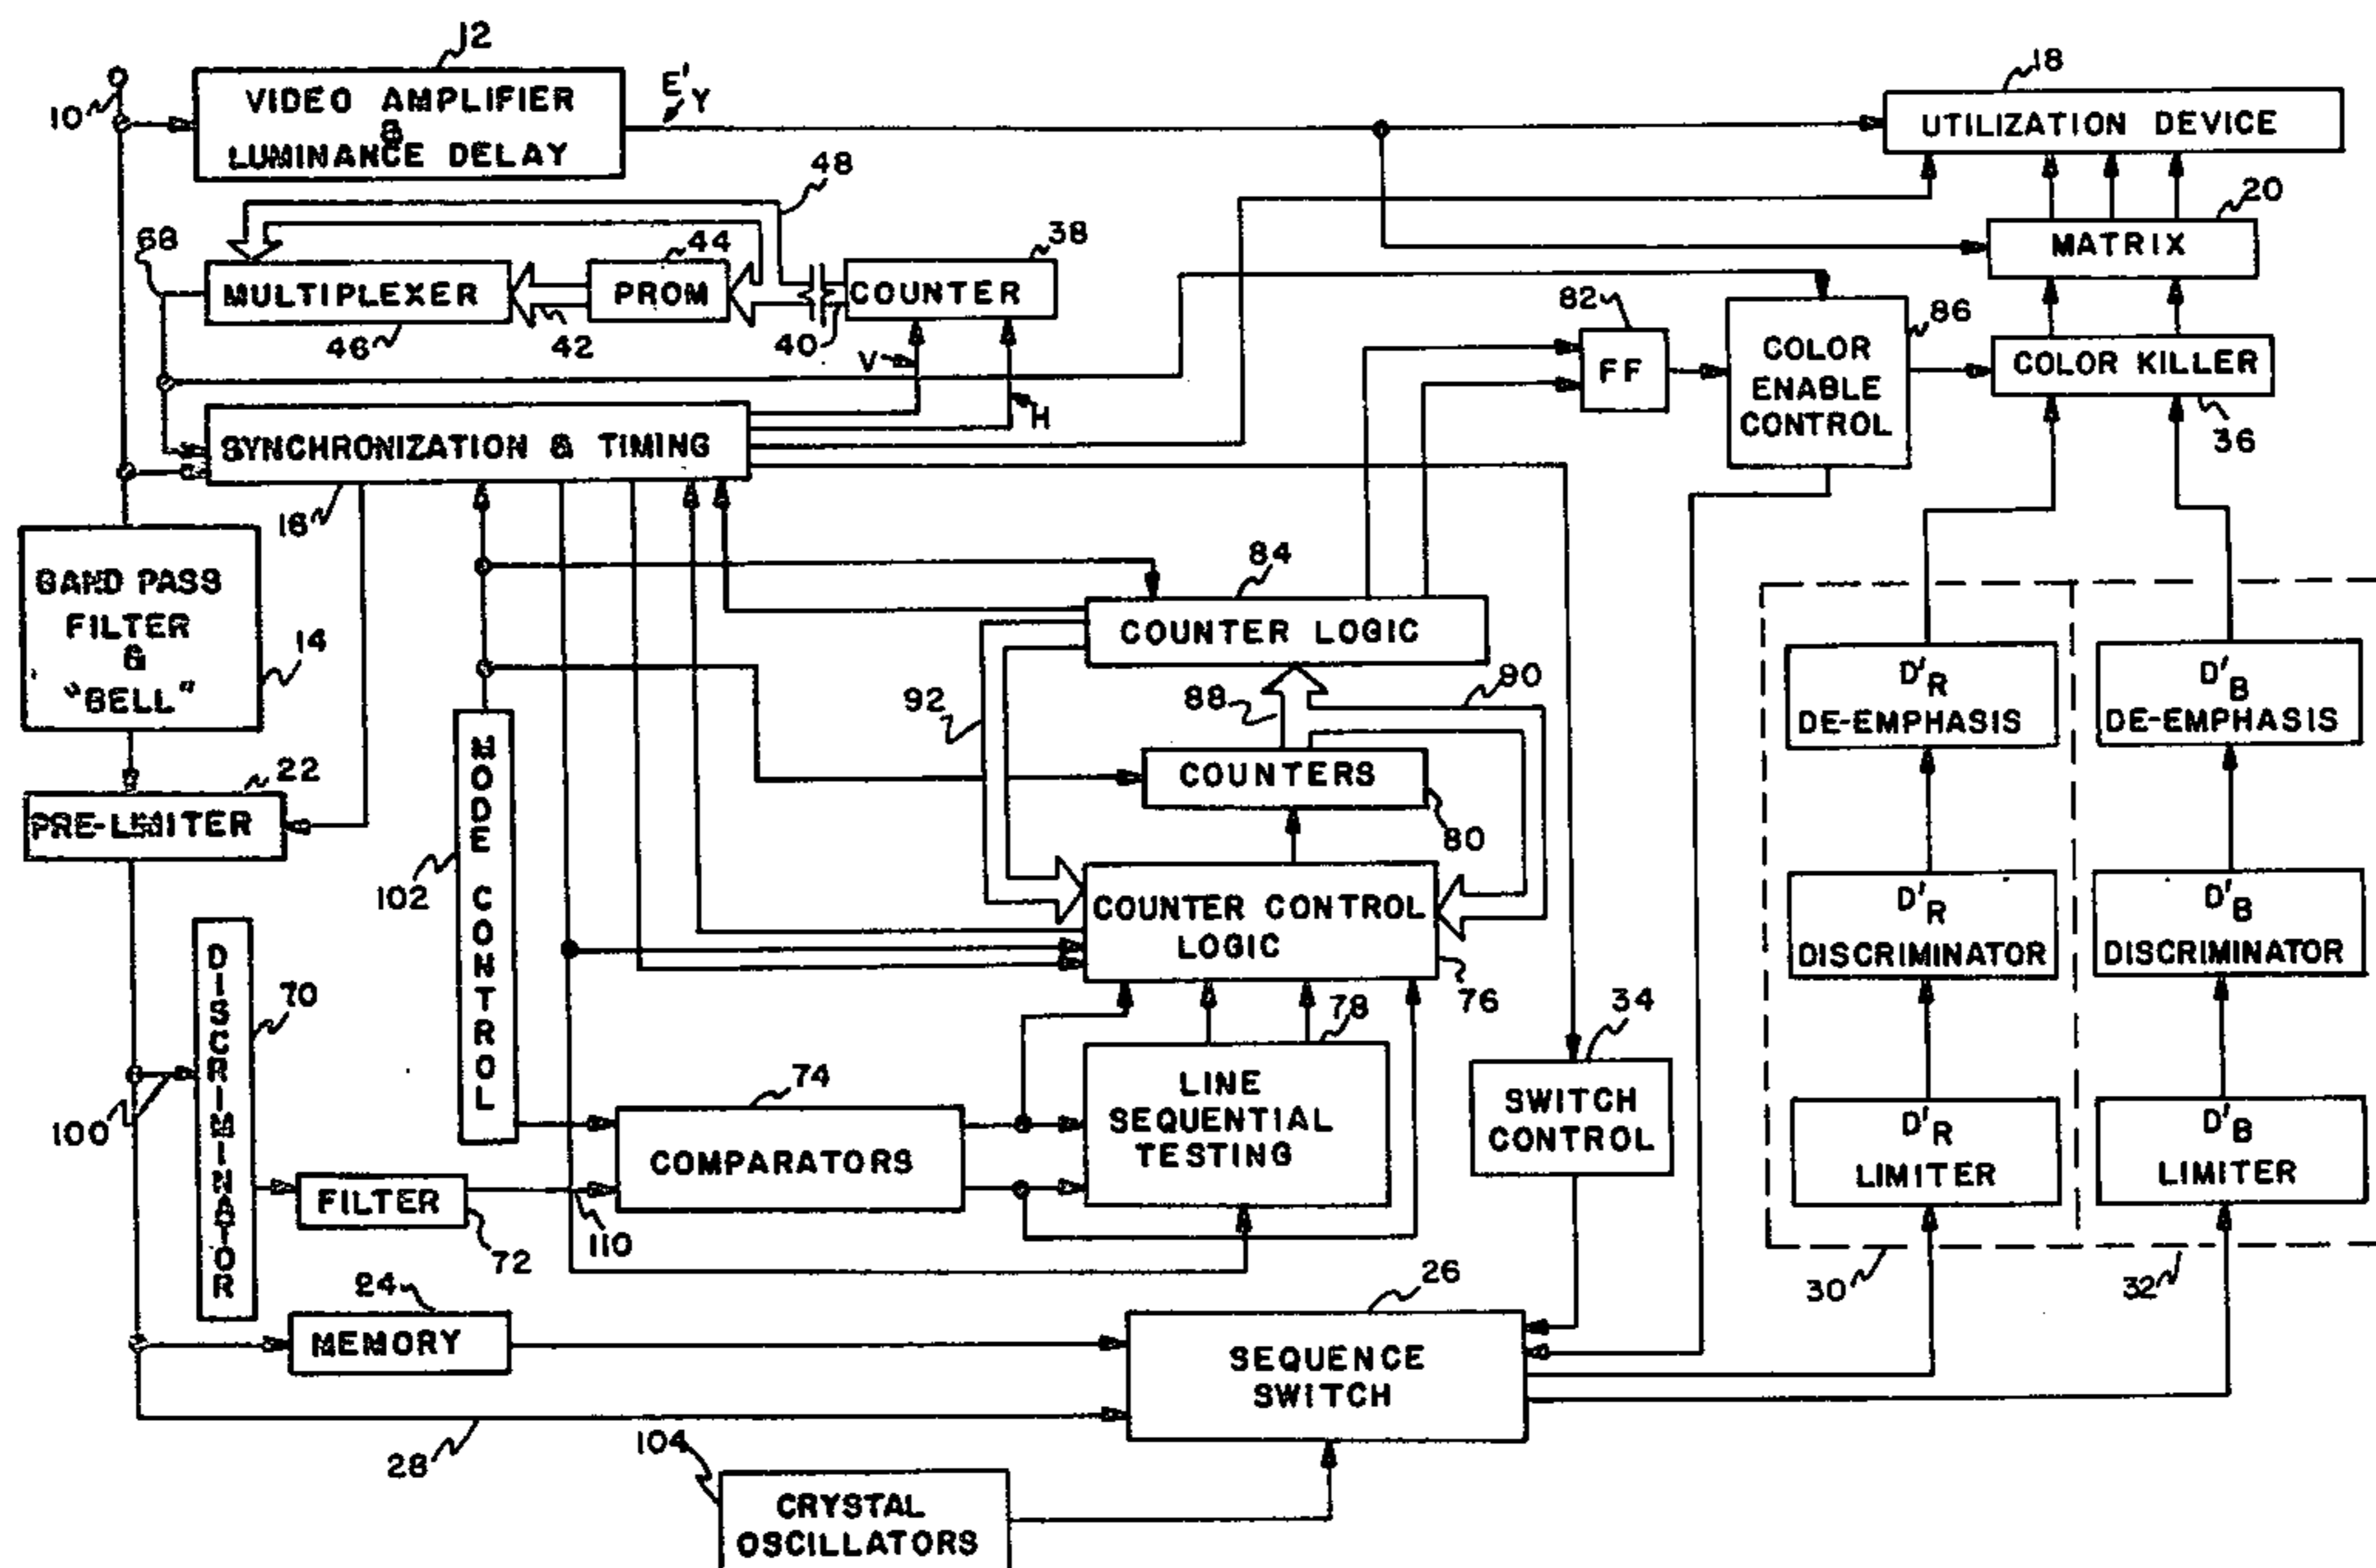 12
10
VIDEO AMPLIFIER
&
LUMINANCE DELAY
E'Y
18
UTILIZATION DEVICE
48
20
MATRIX
68
44
38
MULTIPLEXER
PROM
COUNTER
46
42
40
V
H
82
FF
86
COLOR
ENABLE
CONTROL
COLOR KILLER
36
SYNCHRONIZATION & TIMING
16
BAND PASS
FILTER
&
"BELL"
14
84
COUNTER LOGIC
92
88
90
COUNTERS
80
22
PRE-LIMITER
102
MODE CONTROL
COUNTER CONTROL
LOGIC
76
D'R
DE-EMPHASIS
D'B
DE-EMPHASIS
D'R
DISCRIMINATOR
D'B
DISCRIMINATOR
D'R
LIMITER
D'B
LIMITER
30
32
70
DISCRIMINATOR
100
74
COMPARATORS
78
LINE
SEQUENTIAL
TESTING
34
SWITCH
CONTROL
FILTER
72
110
24
MEMORY
26
SEQUENCE
SWITCH
28
104
CRYSTAL
OSCILLATORS